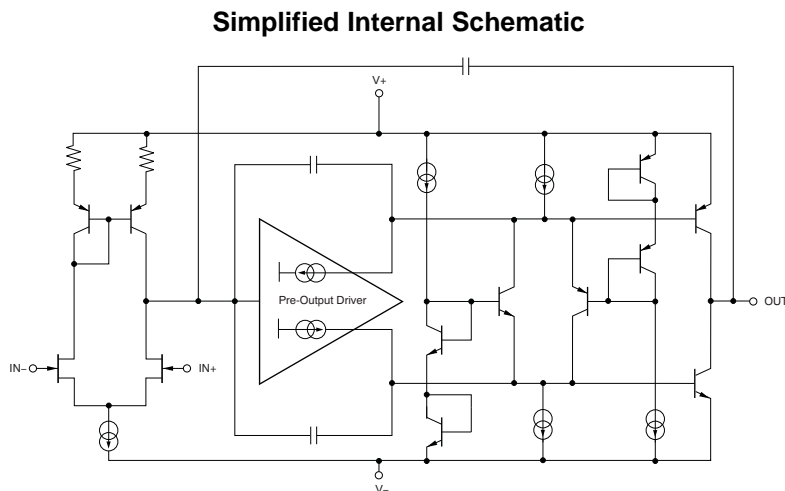 Simplified Internal Schematic
V+
Pre-Output Driver
OUT
IN–
IN+
V–